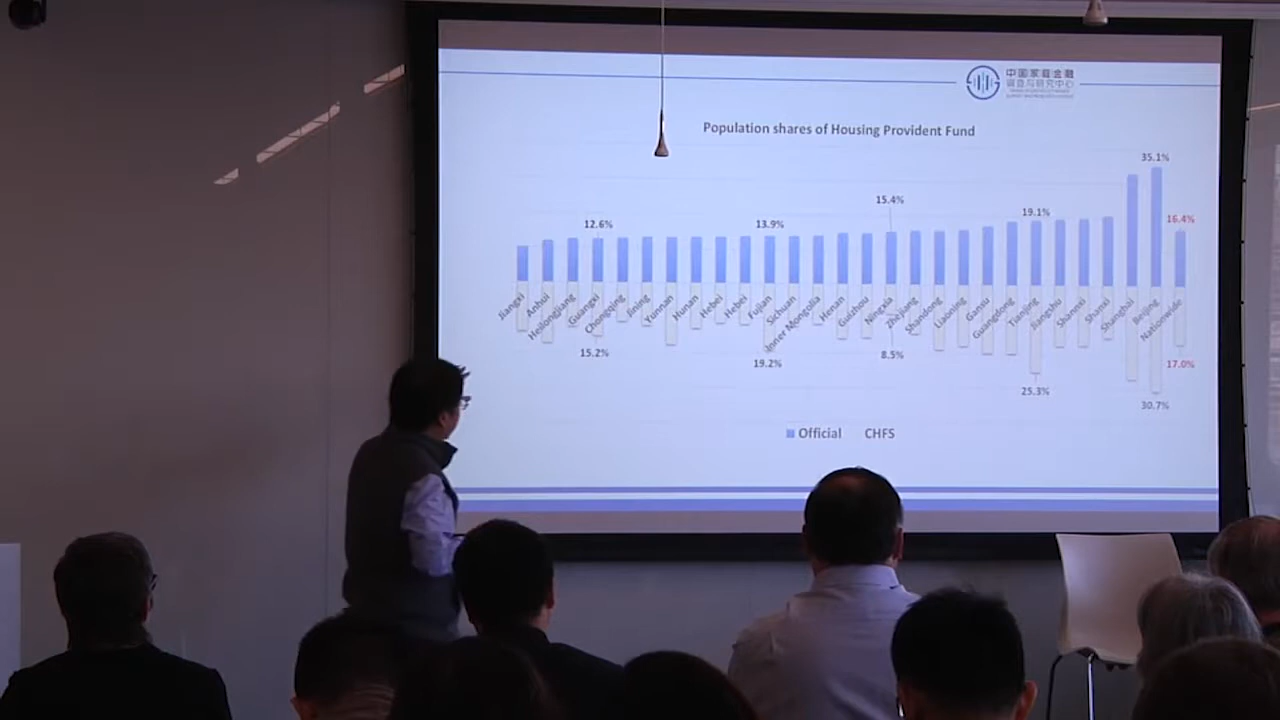 中国家庭金融
调查与研究中心
Population shares of Housing Provident Fund
35.1%
15.4%
19.1%
12.6%
13.9%
16.4%
Jiangxi
Anhui
Heilongjiang
Guangxi
Chongqing
Jining
Yunnan
Hunan
Hebei
Hebei
Fujian
Sichuan
Inner Mongolia
Henan
Guizhou
Ningxia
Zhejiang
Shandong
Liaoning
Gansu
Guangdong
Tianjing
Jiangshu
Shannxi
Shanxi
Shanghai
Beijing
Nationwide
15.2%
19.2%
8.5%
17.0%
25.3%
30.7%
Official CHFS